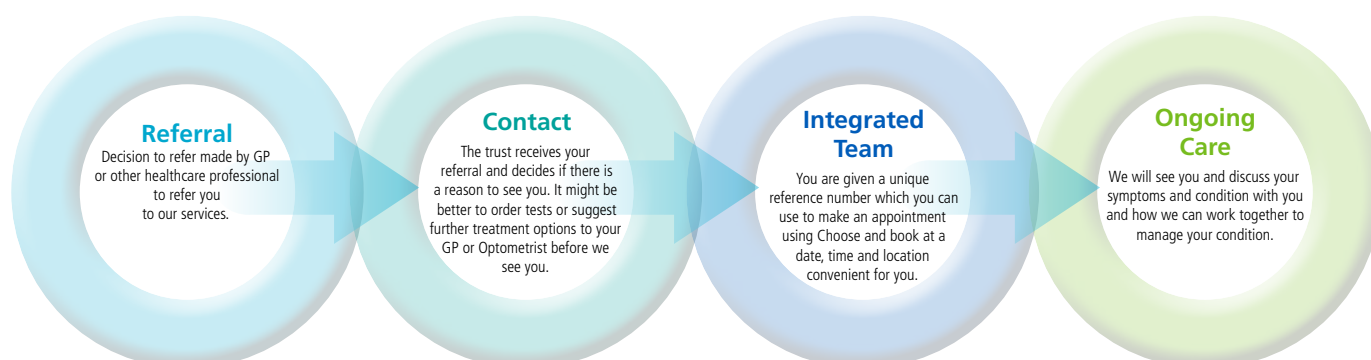 Referral
Decision to refer made by GP
or other healthcare professional
to refer you
to our services.
Contact
The trust receives your
referral and decides if there is
a reason to see you. It might be
better to order tests or suggest
further treatment options to your
GP or Optometrist before we
see you.
Integrated
Team
You are given a unique
reference number which you can
use to make an appointment
using Choose and book at a
date, time and location
convenient for you.
Ongoing
Care
We will see you and discuss your
symptoms and condition with you
and how we can work together to
manage your condition.